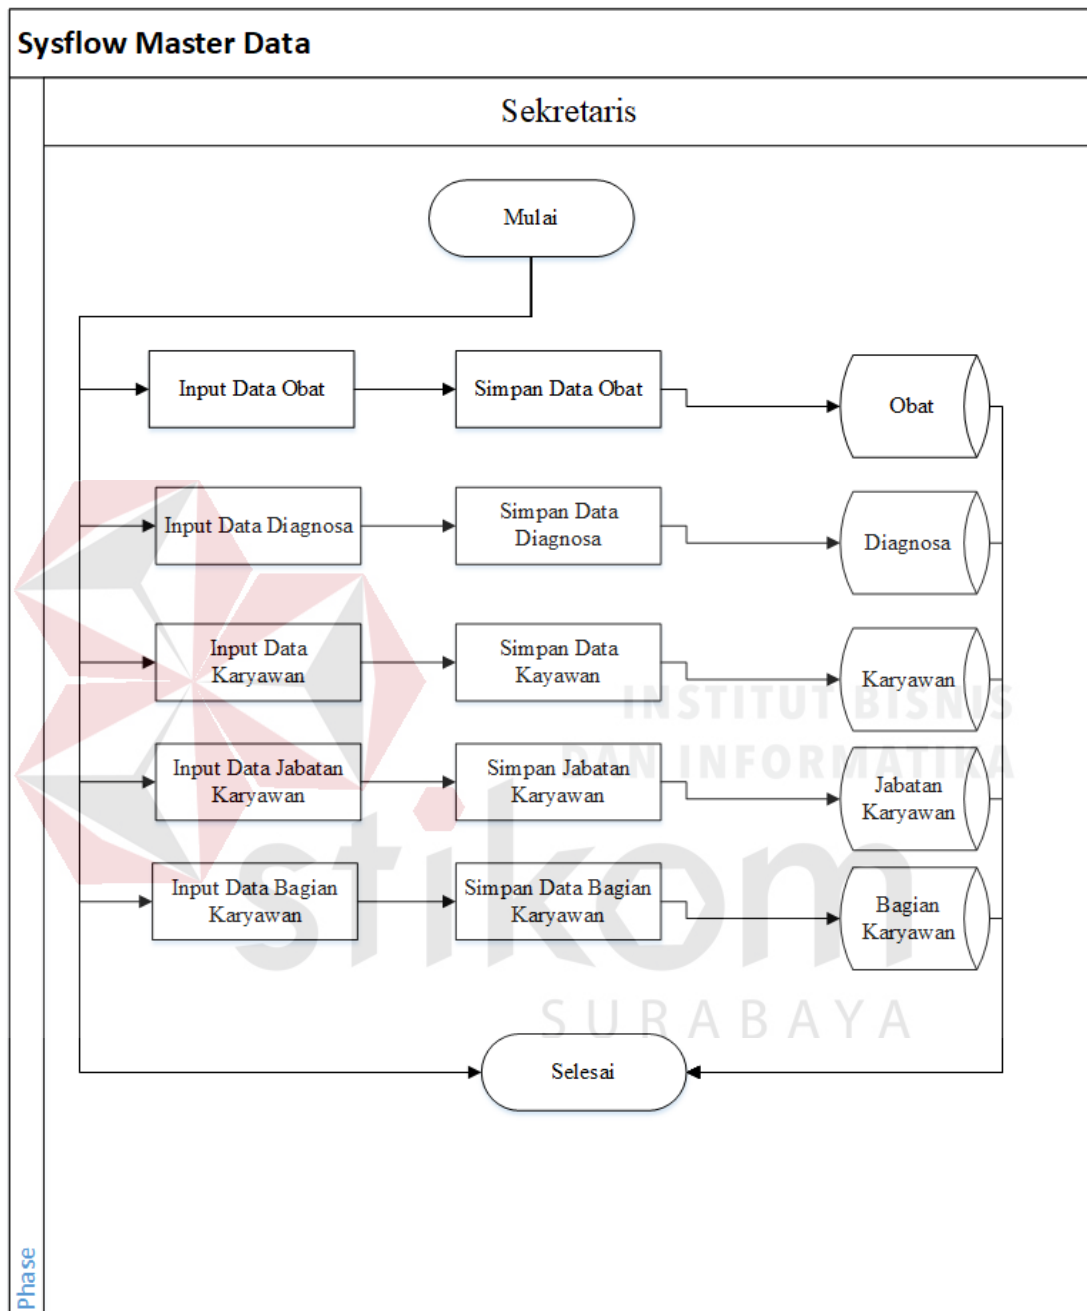 Sysflow Master Data
Sekretaris
Mulai
Input Data Obat
Simpan Data Obat
Obat
Input Data Diagnosa
Simpan Data
Diagnosa
Diagnosa
Input Data
Karyawan
Simpan Data
Kayawan
Karyawan
INSTITUT BISNIS
DAN INFORMATIKA
Input Data Jabatan
Karyawan
Simpan Jabatan
Karyawan
Jabatan
Karyawan
stikom
Input Data Bagian
Karyawan
Simpan Data Bagian
Karyawan
Bagian
Karyawan
SURABAYA
Selesai
Phase